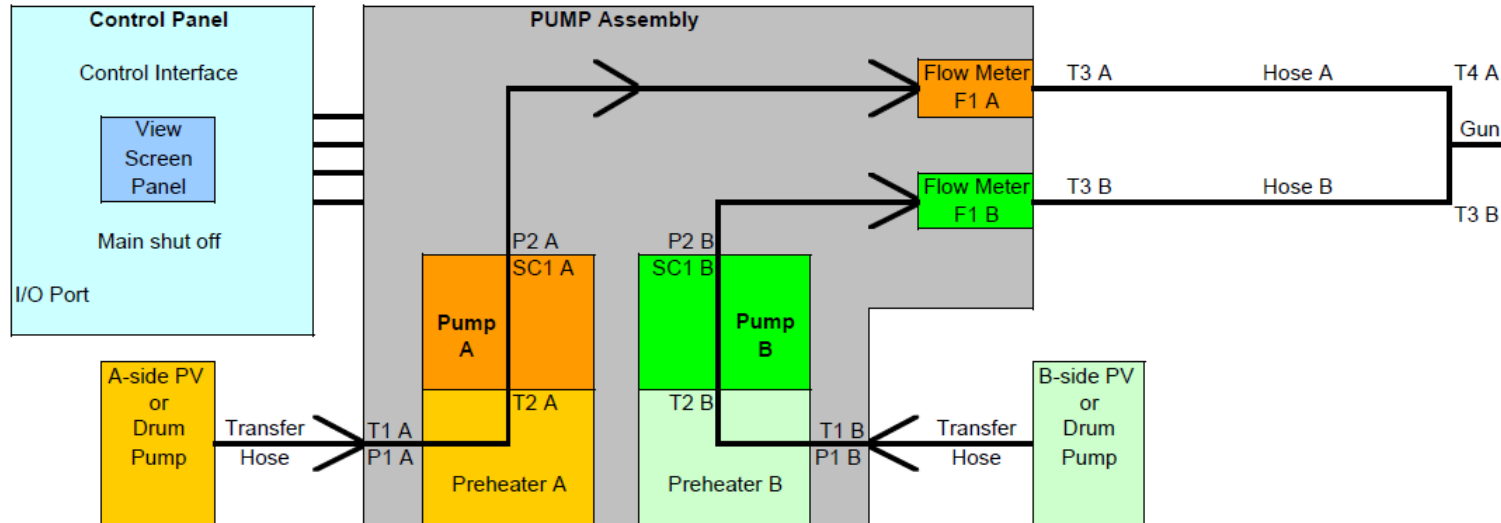 Control Panel
Control Interface
View
Screen
Panel
Main shut off
I/O Port
PUMP Assembly
Flow Meter
F1 A
T3 A
Hose A
T4 A
Gun
Flow Meter
F1 B
T3 B
Hose B
T3 B
P2 A
SC1 A
Pump
A
T2 A
P2 B
SC1 B
Pump
B
T2 B
A-side PV
or
Drum
Pump
Transfer
Hose
T1 A
P1 A
Preheater A
Preheater B
T1 B
P1 B
Transfer
Hose
B-side PV
or
Drum
Pump